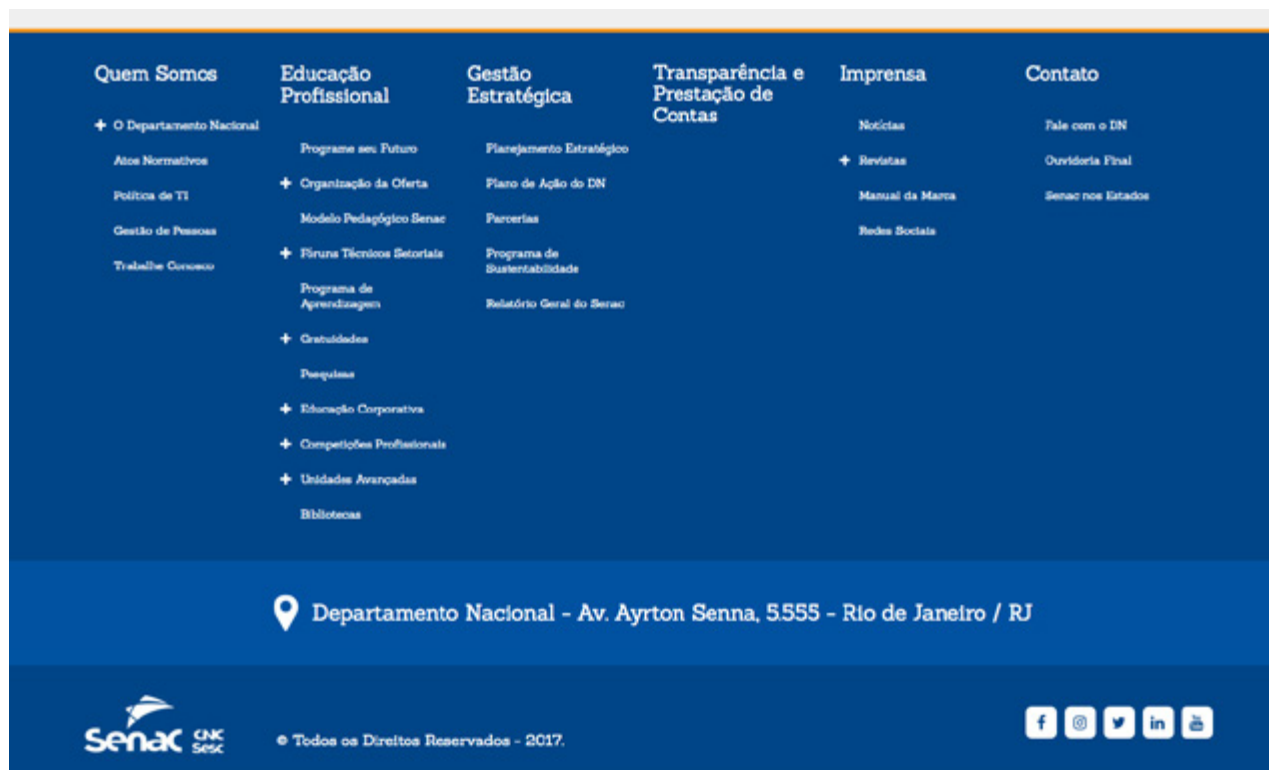 Quem Somos
+ O Departamento Nacional
Atos Normativos
Política de TI
Gestão de Pessoas
Trabalhe Conosco
Educação
Profissional
Programe seu Futuro
+ Organização da Oferta
Modelo Pedagógico Senac
+ Fóruns Técnicos Setoriais
Programa de
Aprendizagem
+ Gratuidades
Pesquisas
+ Educação Corporativa
+ Competições Profissionais
+ Unidades Avançadas
Bibliotecas
Gestão
Estratégica
Planejamento Estratégico
Plano de Ação do DN
Parcerias
Programa de
Sustentabilidade
Relatório Geral do Senac
Transparência e
Prestação de
Contas
Imprensa
Notícias
+ Revistas
Manual da Marca
Redes Sociais
Contato
Fale com o DN
Ouvidoria Final
Senac nos Estados
Departamento Nacional - Av. Ayrton Senna, 5.555 - Rio de Janeiro / RJ
Senac
CNC
Sesc
© Todos os Direitos Reservados - 2017.